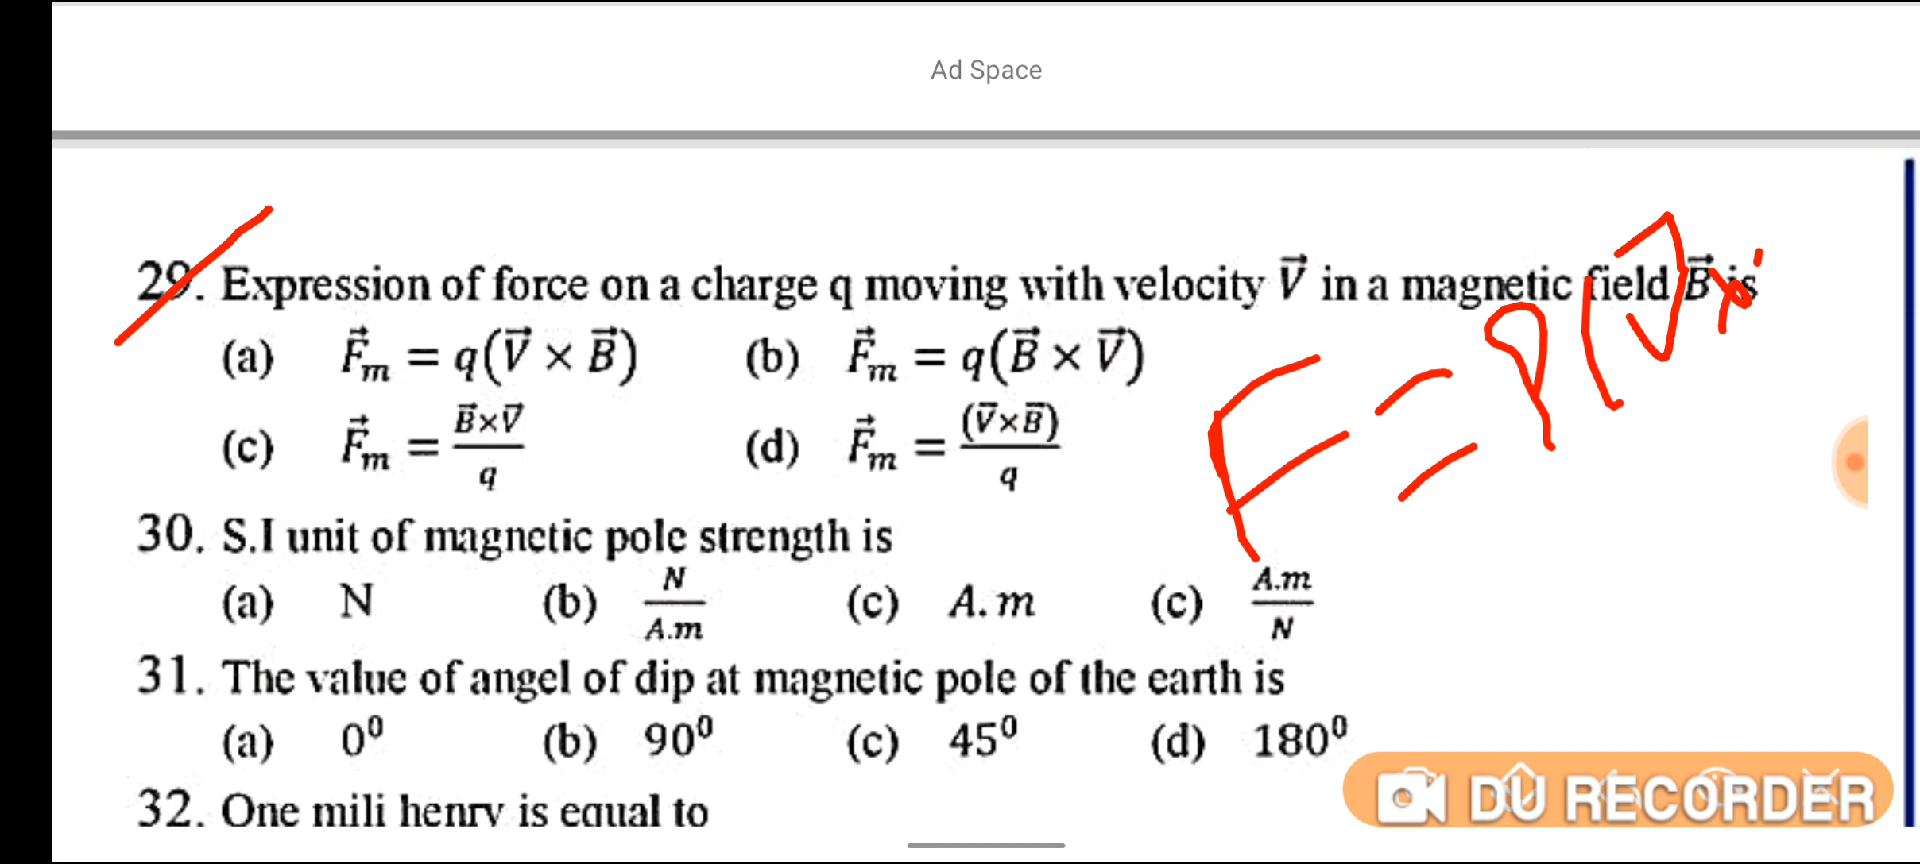 Ad Space
29. Expression of force on a charge q moving with velocity V⃗ in a magnetic field B⃗ is
(a) F⃗ₘ = q(V⃗ × B⃗) (b) F⃗ₘ = q(B⃗ × V⃗)
(c) F⃗ₘ = B⃗×V⃗/q (d) F⃗ₘ = (V⃗×B⃗)/q
F = q(V⃗ ×
30. S.I unit of magnetic pole strength is
(a) N (b) N/A.m (c) A.m (c) A.m/N
31. The value of angel of dip at magnetic pole of the earth is
(a) 0⁰ (b) 90⁰ (c) 45⁰ (d) 180⁰
32. One mili henry is equal to
DU RECORDER